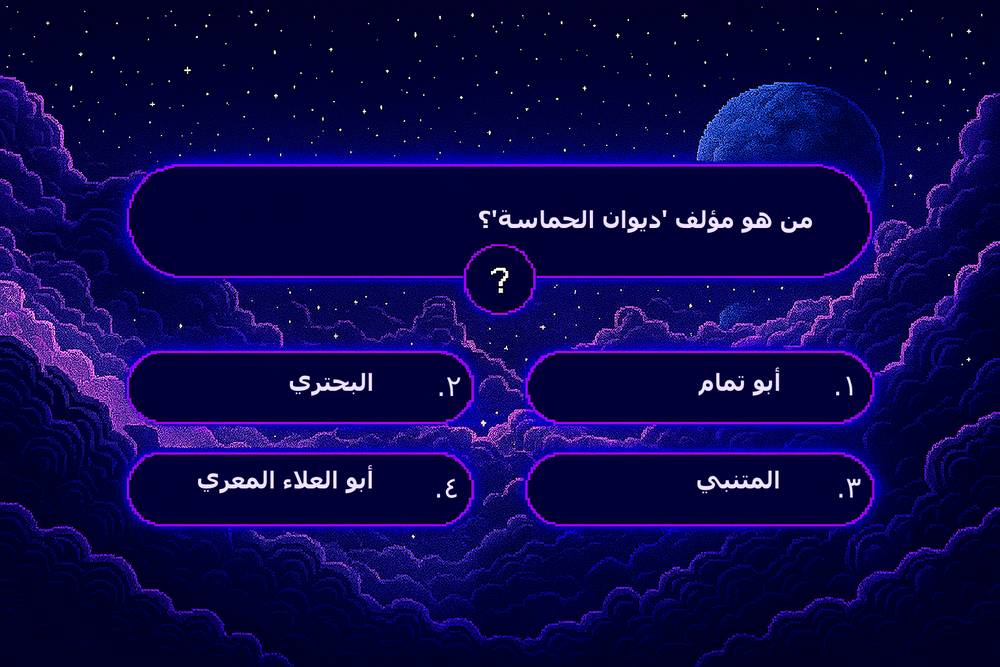 من هو مؤلف 'ديوان الحماسة'؟
?
١. أبو تمام
٢. البحتري
٣. المتنبي
٤. أبو العلاء المعري